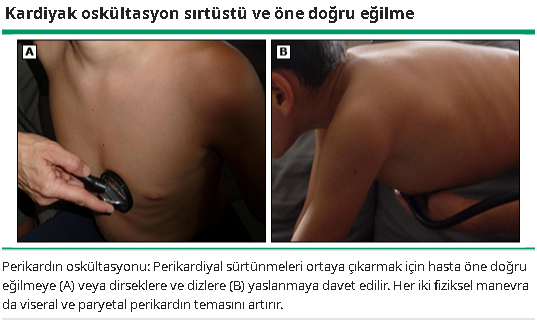 Kardiyak oskültasyon sırtüstü ve öne doğru eğilme
A
B
Perikardın oskültasyonu: Perikardiyal sürtünmeleri ortaya çıkarmak için hasta öne doğru
eğilmeye (A) veya dirseklere ve dizlere (B) yaslanmaya davet edilir. Her iki fiziksel manevra
da viseral ve paryetal perikardın temasını artırır.